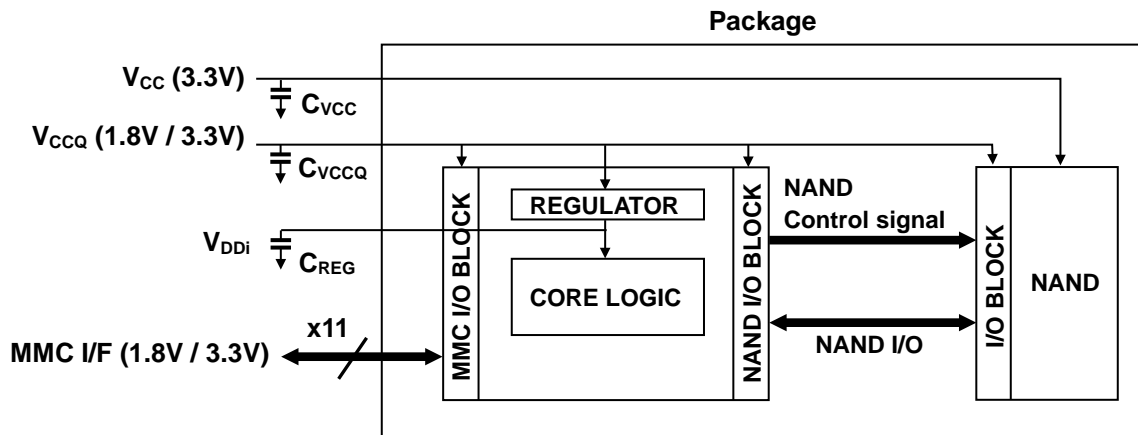 Package
VCC (3.3V)
CVCC
VCCQ (1.8V / 3.3V)
CVCCQ
MMC I/O BLOCK
REGULATOR
NAND I/O BLOCK
NAND
Control signal
I/O BLOCK
NAND
VDDi
CREG
CORE LOGIC
x11
MMC I/F (1.8V / 3.3V)
NAND I/O